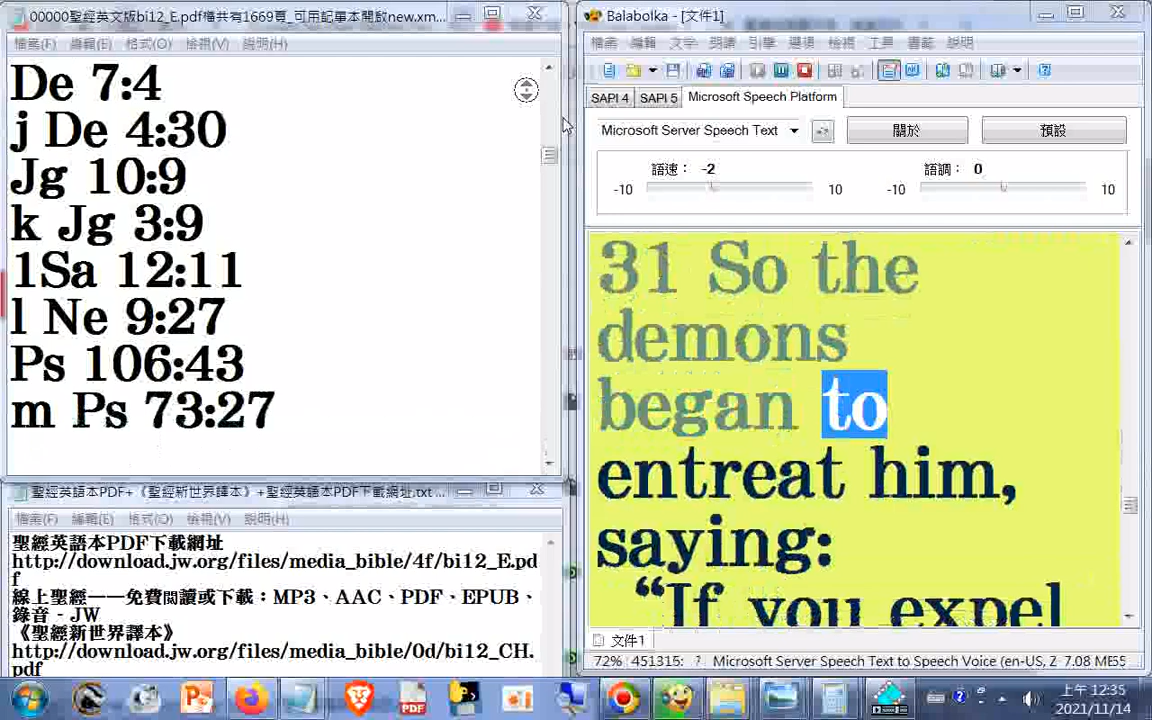 00000聖經英文版bi12_E.pdf檔共有1669頁_可用記事本開啟new.xm...
檔案(F) 編輯(E) 格式(O) 檢視(V) 說明(H)
De 7:4
j De 4:30
Jg 10:9
k Jg 3:9
1Sa 12:11
l Ne 9:27
Ps 106:43
m Ps 73:27
聖經英語本PDF+《聖經新世界譯本》+聖經英語本PDF下載網址.txt ...
檔案(F) 編輯(E) 格式(O) 檢視(V) 說明(H)
聖經英語本PDF下載網址
http://download.jw.org/files/media_bible/4f/bi12_E.pd
f
線上聖經——免費閱讀或下載：MP3、AAC、PDF、EPUB、
錄音 - JW
《聖經新世界譯本》
http://download.jw.org/files/media_bible/0d/bi12_CH.
pdf
Balabolka - [文件1]
檔案 編輯 文字 朗讀 引擎 選項 檢視 工具 書籤 說明
SAPI 4 SAPI 5 Microsoft Speech Platform
Microsoft Server Speech Text 關於 預設
語速： -2 語調： 0
-10 10 -10 10
31 So the
demons
began to
entreat him,
saying:
“If you expel
文件1
72% 451315: ? Microsoft Server Speech Text to Speech Voice (en-US, Z 7.08 ME55
上午 12:35
2021/11/14